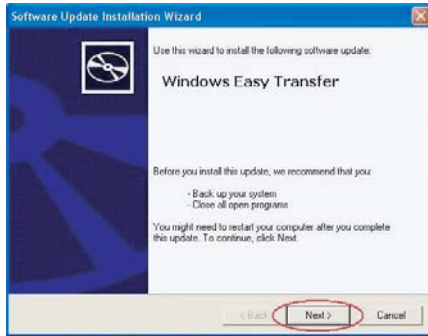 Software Update Installation Wizard
Use this wizard to install the following software update:
Windows Easy Transfer
Before you install this update, we recommend that you:
- Back up your system
- Close all open programs
You might need to restart your computer after you complete
this update. To continue, click Next.
< Back
Next >
Cancel